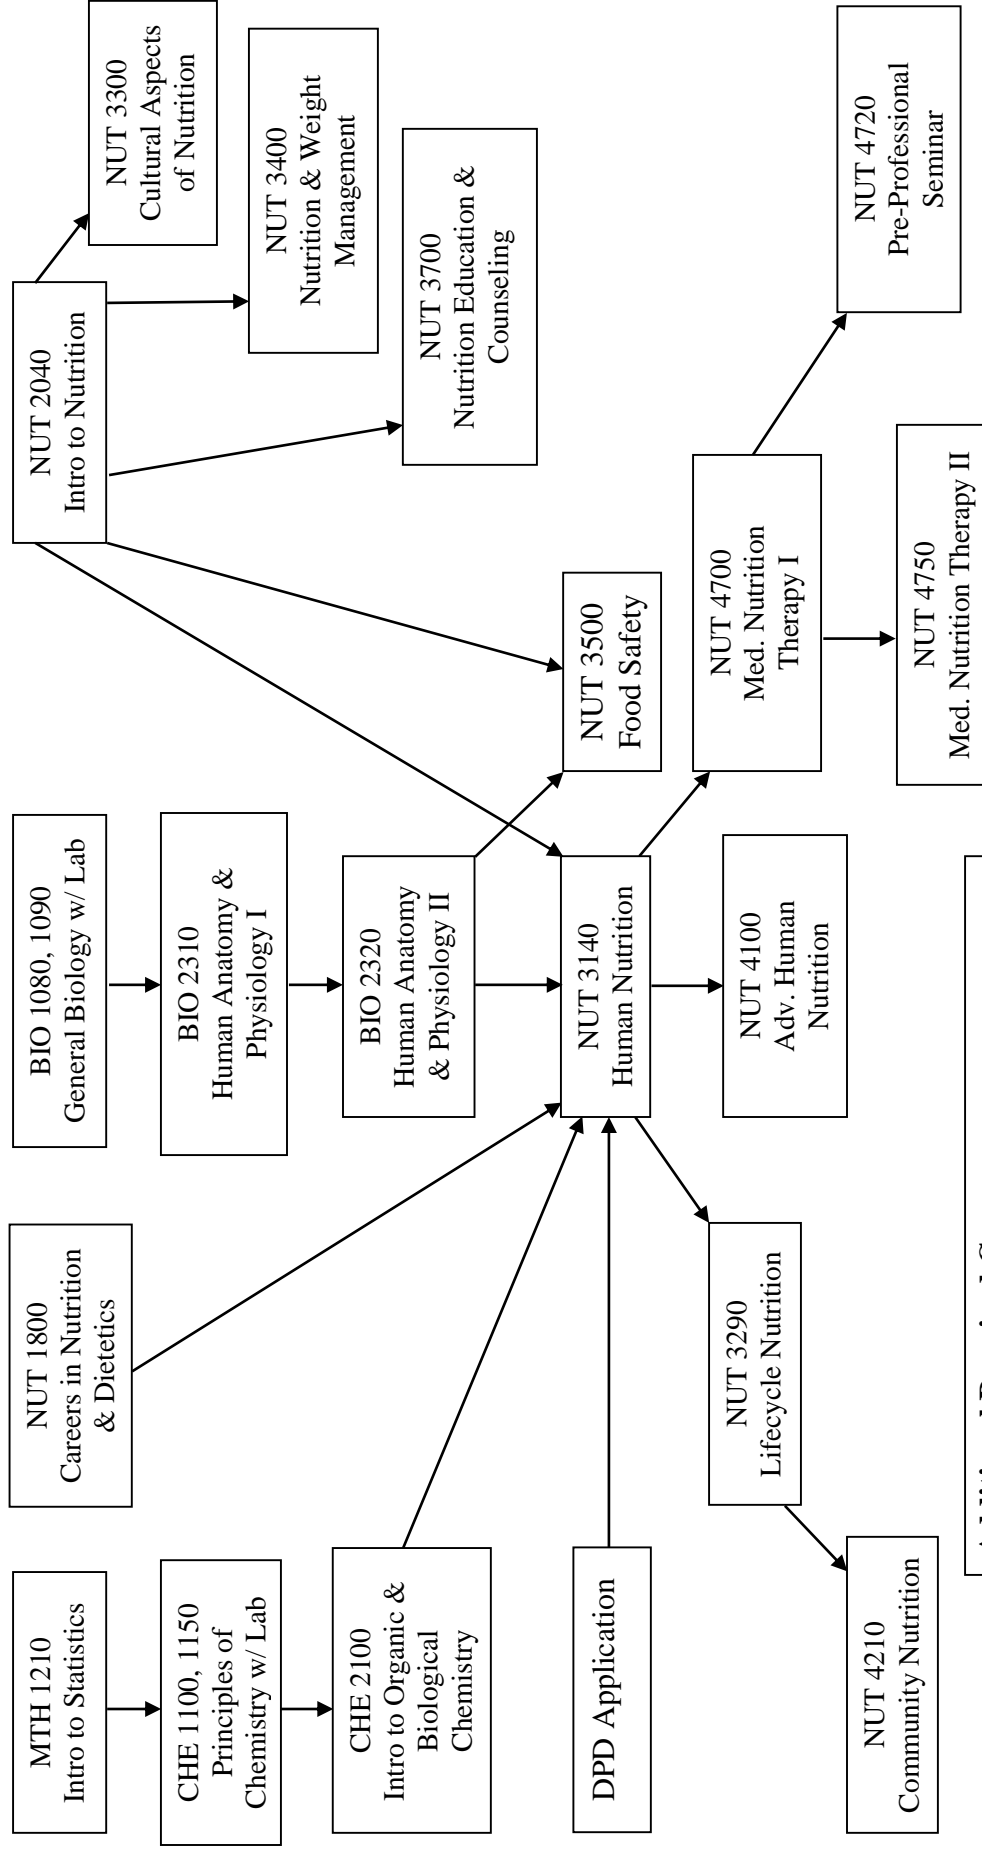 MTH 1210
Intro to Statistics
NUT 1800
Careers in Nutrition
& Dietetics
BIO 1080, 1090
General Biology w/ Lab
NUT 2040
Intro to Nutrition
NUT 3300
Cultural Aspects
of Nutrition
CHE 1100, 1150
Principles of
Chemistry w/ Lab
BIO 2310
Human Anatomy &
Physiology I
NUT 3400
Nutrition & Weight
Management
CHE 2100
Intro to Organic &
Biological
Chemistry
BIO 2320
Human Anatomy
& Physiology II
NUT 3700
Nutrition Education &
Counseling
DPD Application
NUT 3140
Human Nutrition
NUT 3500
Food Safety
NUT 3290
Lifecycle Nutrition
NUT 4100
Adv. Human
Nutrition
NUT 4700
Med. Nutrition
Therapy I
NUT 4720
Pre-Professional
Seminar
NUT 4210
Community Nutrition
NUT 4750
Med. Nutrition Therapy II